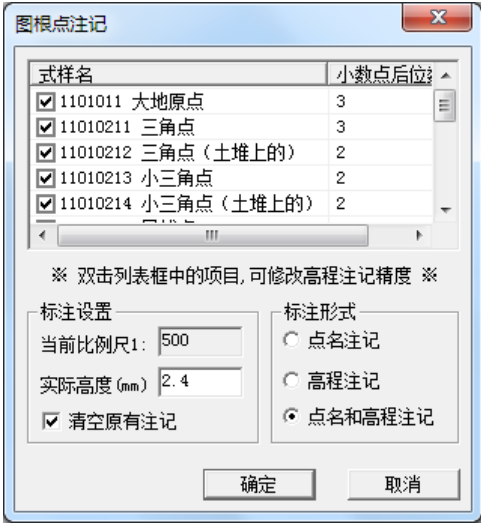 图根点注记
式样名 小数点后位
1101011 大地原点 3
11010211 三角点 3
11010212 三角点(土堆上的) 2
11010213 小三角点 2
11010214 小三角点(土堆上的) 2
※ 双击列表框中的项目,可修改高程注记精度 ※
标注设置
当前比例尺1: 500
实际高度(mm) 2.4
清空原有注记
标注形式
点名注记
高程注记
点名和高程注记
确定 取消